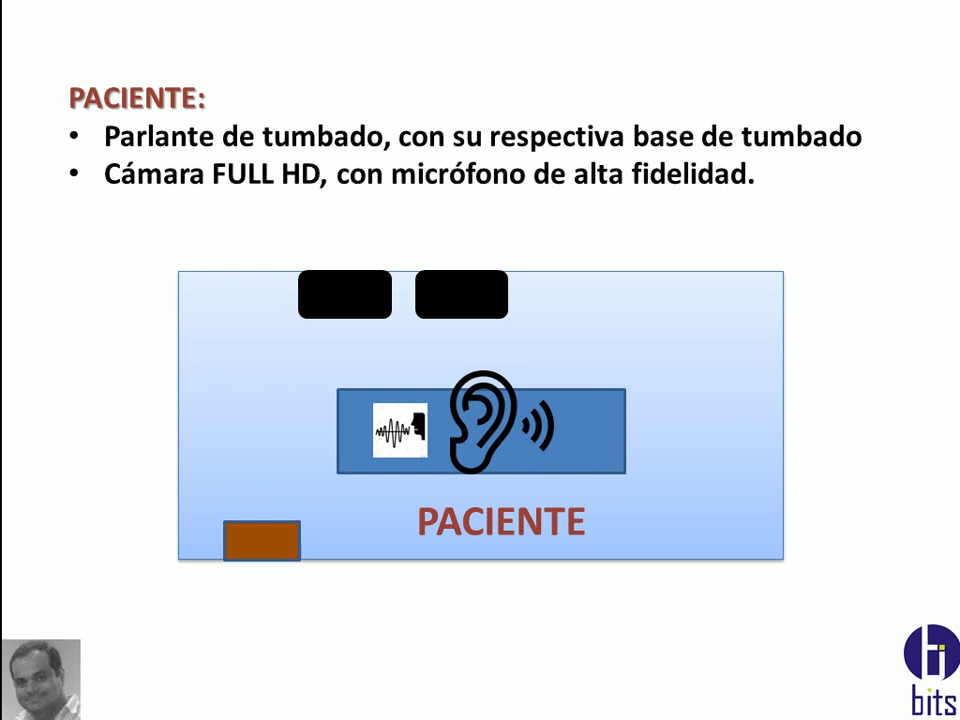 PACIENTE:
• Parlante de tumbado, con su respectiva base de tumbado
• Cámara FULL HD, con micrófono de alta fidelidad.
PACIENTE
bits